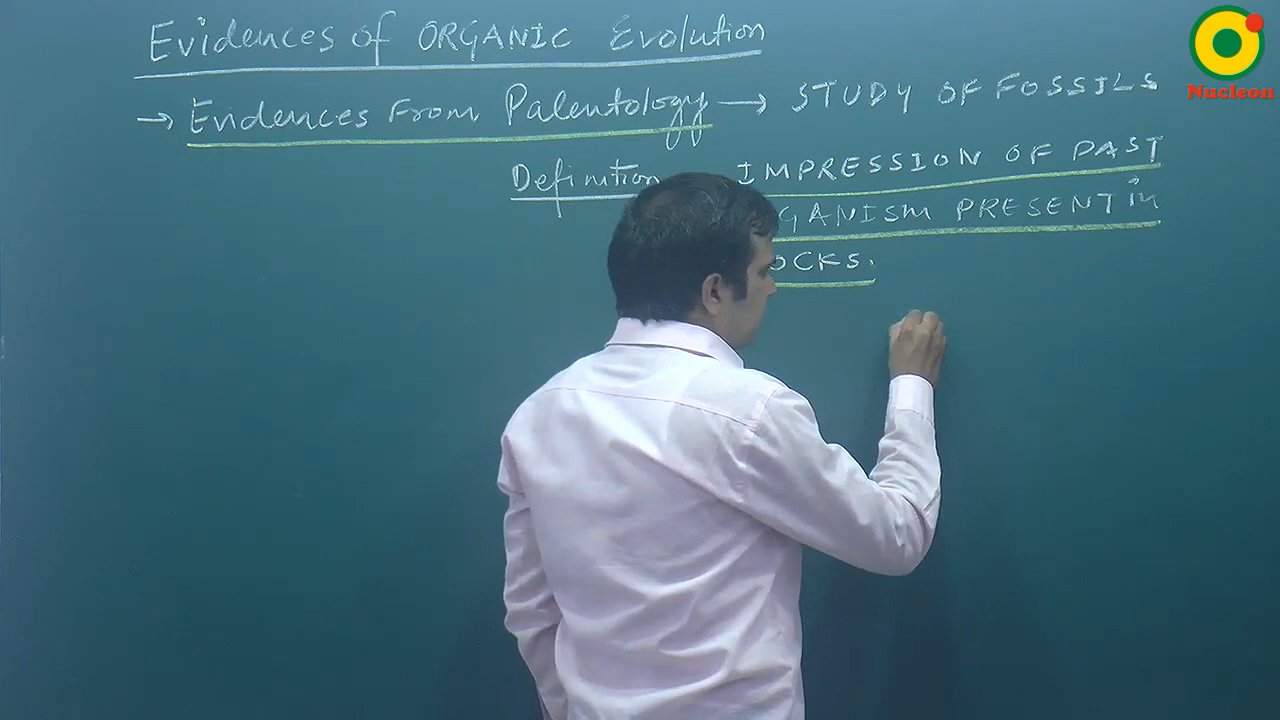 Evidences of ORGANIC Evolution
→ Evidences From Palentology → STUDY OF FOSSILS
Definition IMPRESSION OF PAST
GANISM PRESENT in
OCKS.
Nucleon